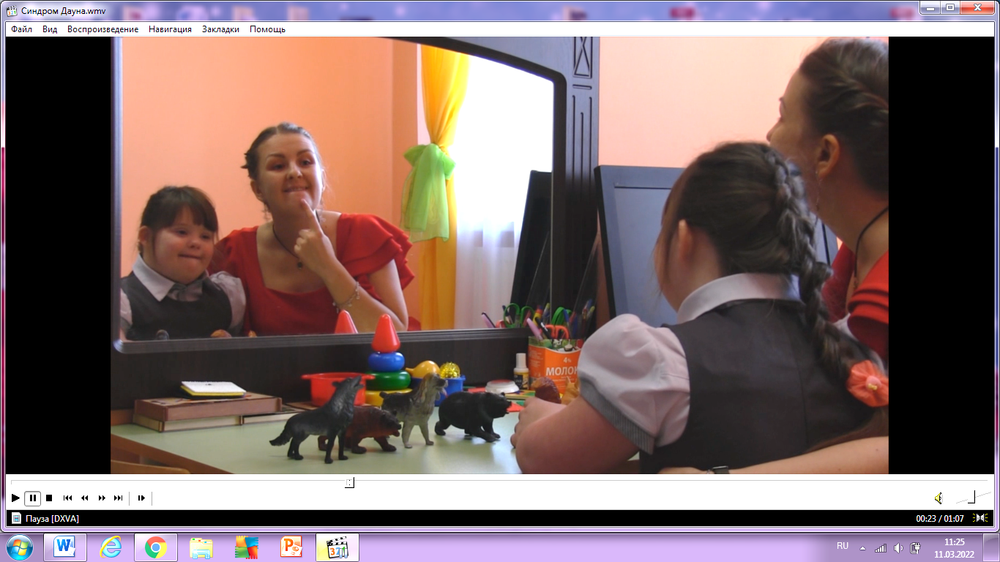 Синдром Дауна.wmv
Файл Вид Воспроизведение Навигация Закладки Помощь
4%
МОЛОК
Пауза [DXVA]
00:23 / 01:07
RU
11:25
11.03.2022